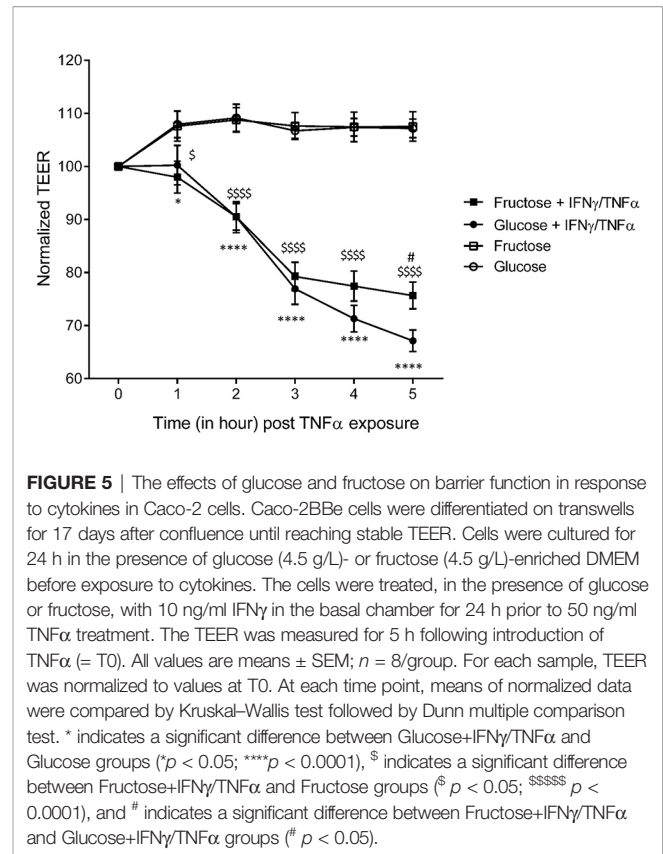 120
110
100
90
80
70
60
Normalized TEER
$
*
$$$$
****
$$$$
****
$$$$
****
#
$$$$
****
0 1 2 3 4 5
Time (in hour) post TNFα exposure
Fructose + IFNγ/TNFα
Glucose + IFNγ/TNFα
Fructose
Glucose
FIGURE 5 | The effects of glucose and fructose on barrier function in response
to cytokines in Caco-2 cells. Caco-2BBe cells were differentiated on transwells
for 17 days after confluence until reaching stable TEER. Cells were cultured for
24 h in the presence of glucose (4.5 g/L)- or fructose (4.5 g/L)-enriched DMEM
before exposure to cytokines. The cells were treated, in the presence of glucose
or fructose, with 10 ng/ml IFNγ in the basal chamber for 24 h prior to 50 ng/ml
TNFα treatment. The TEER was measured for 5 h following introduction of
TNFα (= T0). All values are means ± SEM; n = 8/group. For each sample, TEER
was normalized to values at T0. At each time point, means of normalized data
were compared by Kruskal–Wallis test followed by Dunn multiple comparison
test. * indicates a significant difference between Glucose+IFNγ/TNFα and
Glucose groups (*p < 0.05; ****p < 0.0001), $ indicates a significant difference
between Fructose+IFNγ/TNFα and Fructose groups ($ p < 0.05; $$$$$ p <
0.0001), and # indicates a significant difference between Fructose+IFNγ/TNFα
and Glucose+IFNγ/TNFα groups (# p < 0.05).